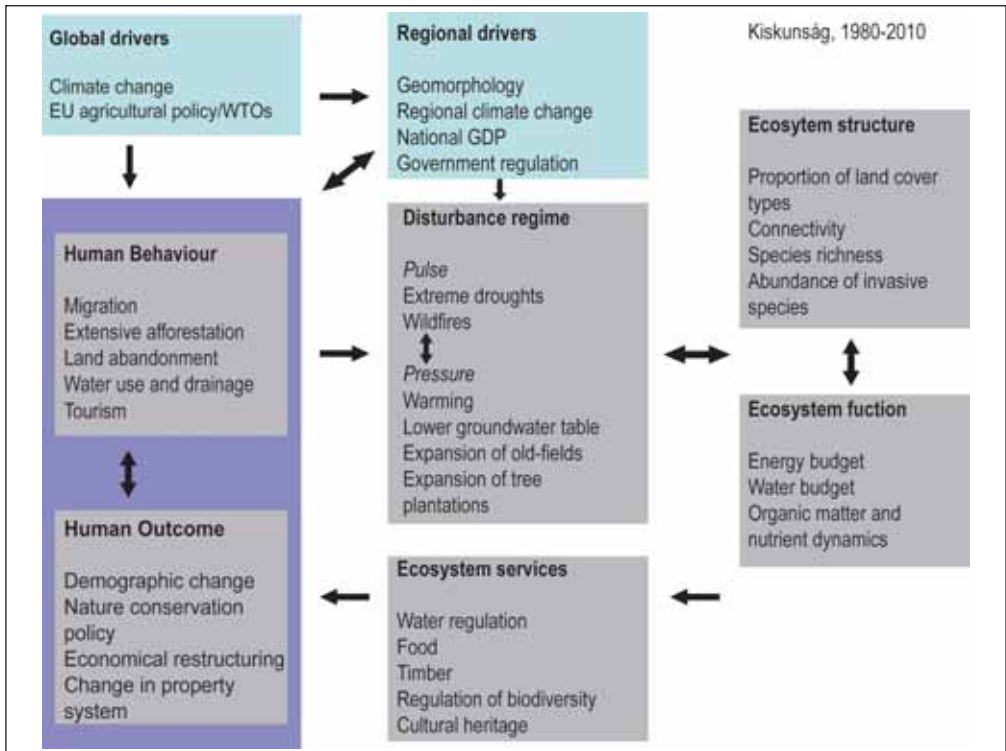 Global drivers
Climate change
EU agricultural policy/WTOs
Regional drivers
Geomorphology
Regional climate change
National GDP
Government regulation
Kiskunság, 1980-2010
Human Behaviour
Migration
Extensive afforestation
Land abandonment
Water use and drainage
Tourism
Human Outcome
Demographic change
Nature conservation
policy
Economical restructuring
Change in property
system
Disturbance regime
Pulse
Extreme droughts
Wildfires
Pressure
Warming
Lower groundwater table
Expansion of old-fields
Expansion of tree
plantations
Ecosystem services
Water regulation
Food
Timber
Regulation of biodiversity
Cultural heritage
Ecosytem structure
Proportion of land cover
types
Connectivity
Species richness
Abundance of invasive
species
Ecosystem fuction
Energy budget
Water budget
Organic matter and
nutrient dynamics